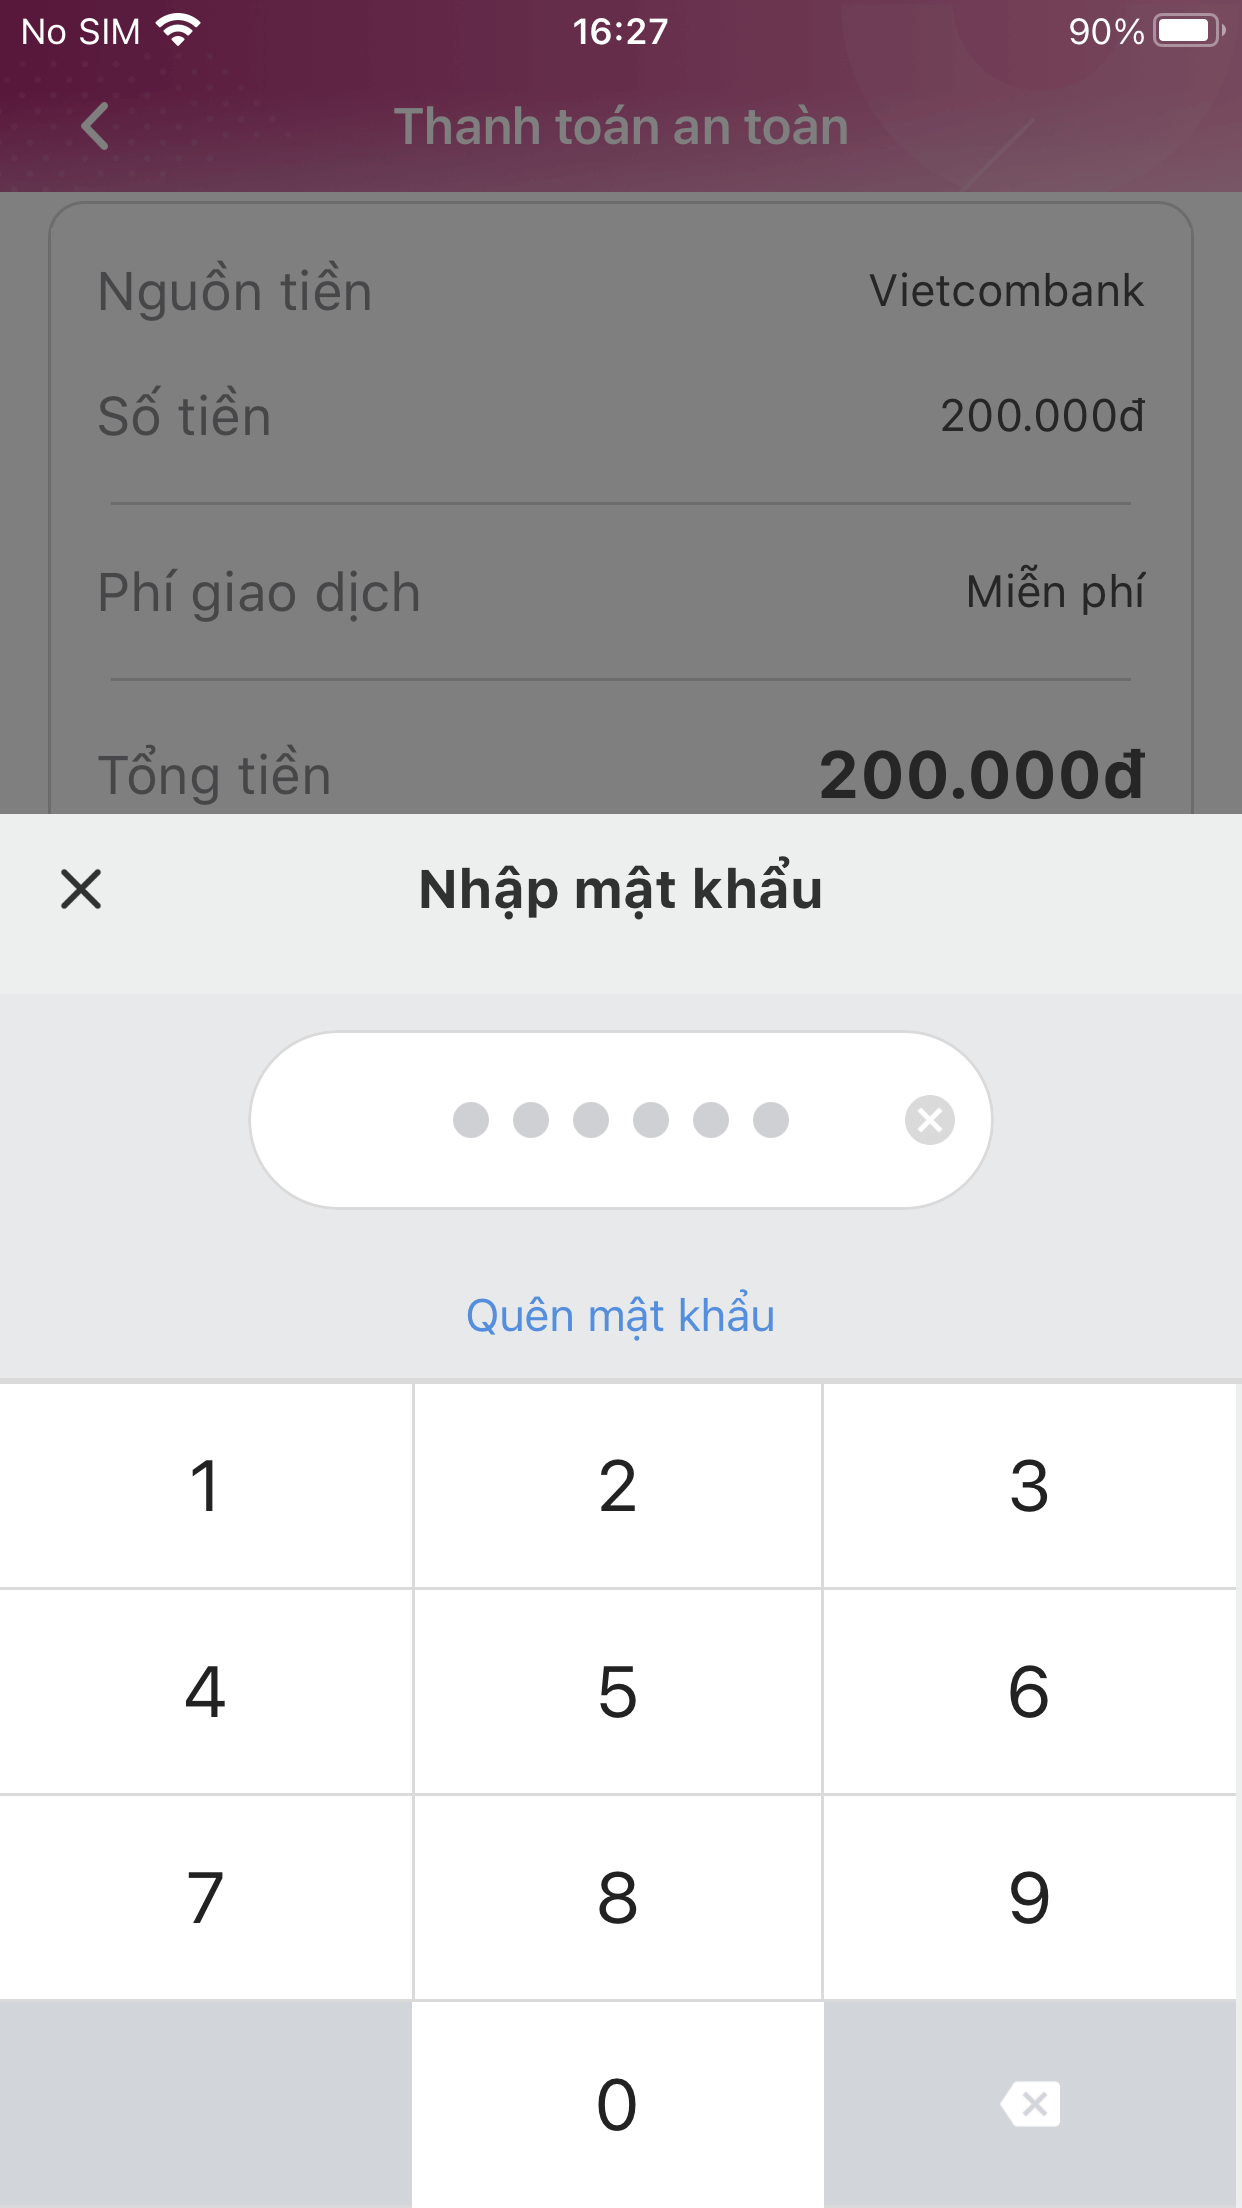 No SIM 16:27 90%
Thanh toán an toàn
Nguồn tiền Vietcombank
Số tiền 200.000đ
Phí giao dịch Miễn phí
Tổng tiền 200.000đ
Nhập mật khẩu
Quên mật khẩu
1 2 3
4 5 6
7 8 9
0